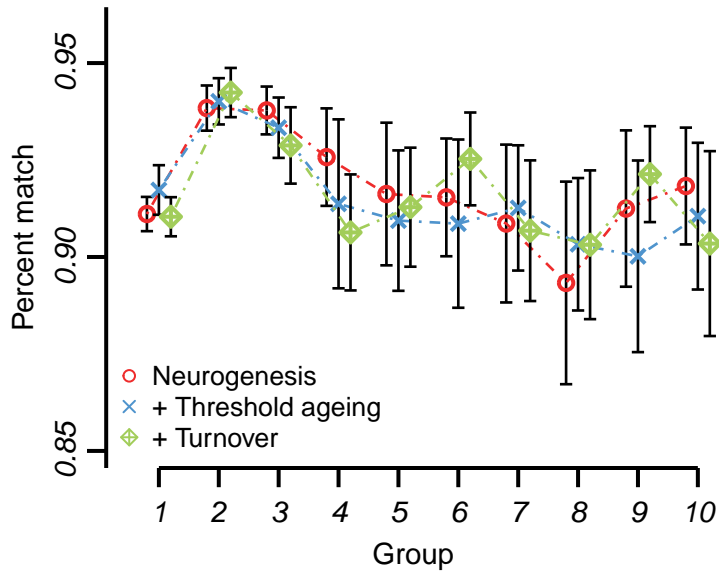 0.95
0.90
0.85
Percent match
Neurogenesis
+ Threshold ageing
+ Turnover
1 2 3 4 5 6 7 8 9 10
Group